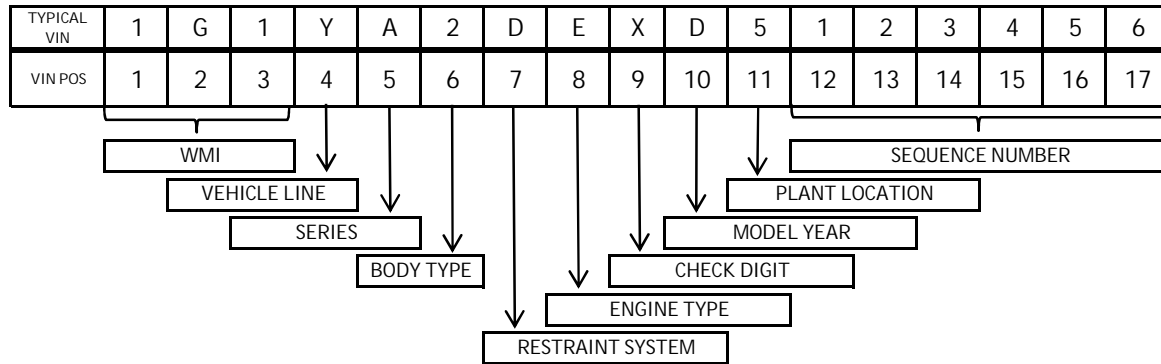 TYPICAL VIN 1 G 1 Y A 2 D E X D 5 1 2 3 4 5 6
VIN POS 1 2 3 4 5 6 7 8 9 10 11 12 13 14 15 16 17
WMI SEQUENCE NUMBER
VEHICLE LINE PLANT LOCATION
SERIES MODEL YEAR
BODY TYPE CHECK DIGIT
ENGINE TYPE
RESTRAINT SYSTEM